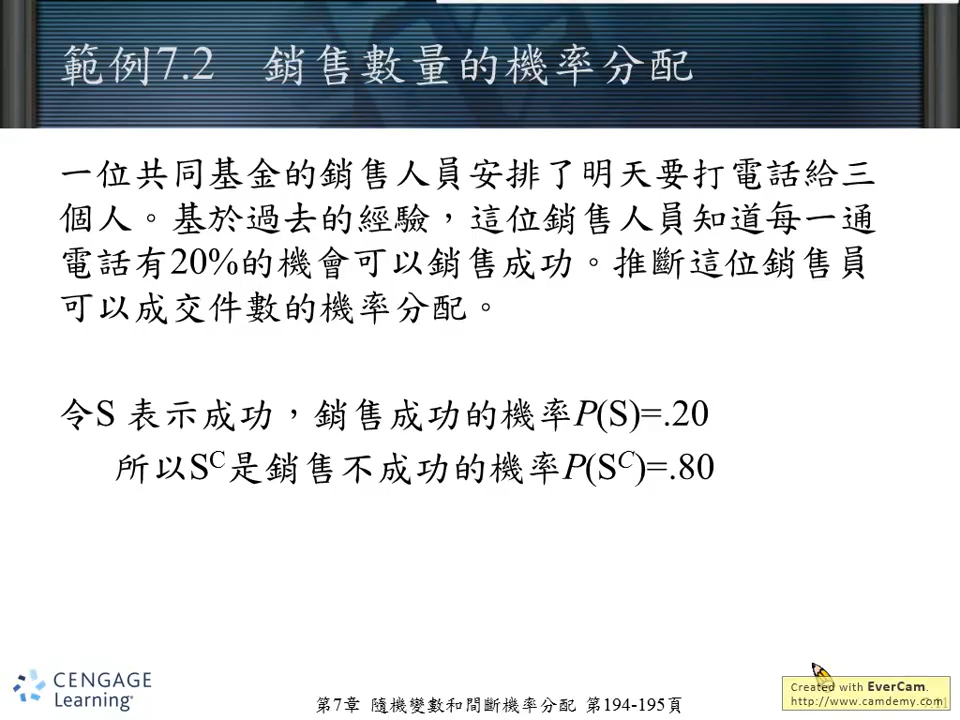 範例7.2 銷售數量的機率分配
一位共同基金的銷售人員安排了明天要打電話給三
個人。基於過去的經驗，這位銷售人員知道每一通
電話有20%的機會可以銷售成功。推斷這位銷售員
可以成交件數的機率分配。
令S 表示成功，銷售成功的機率P(S)=.20
所以Sᶜ是銷售不成功的機率P(Sᶜ)=.80
CENGAGE
Learning
第7章 隨機變數和間斷機率分配 第194-195頁
Created with EverCam.
http://www.camdemy.com